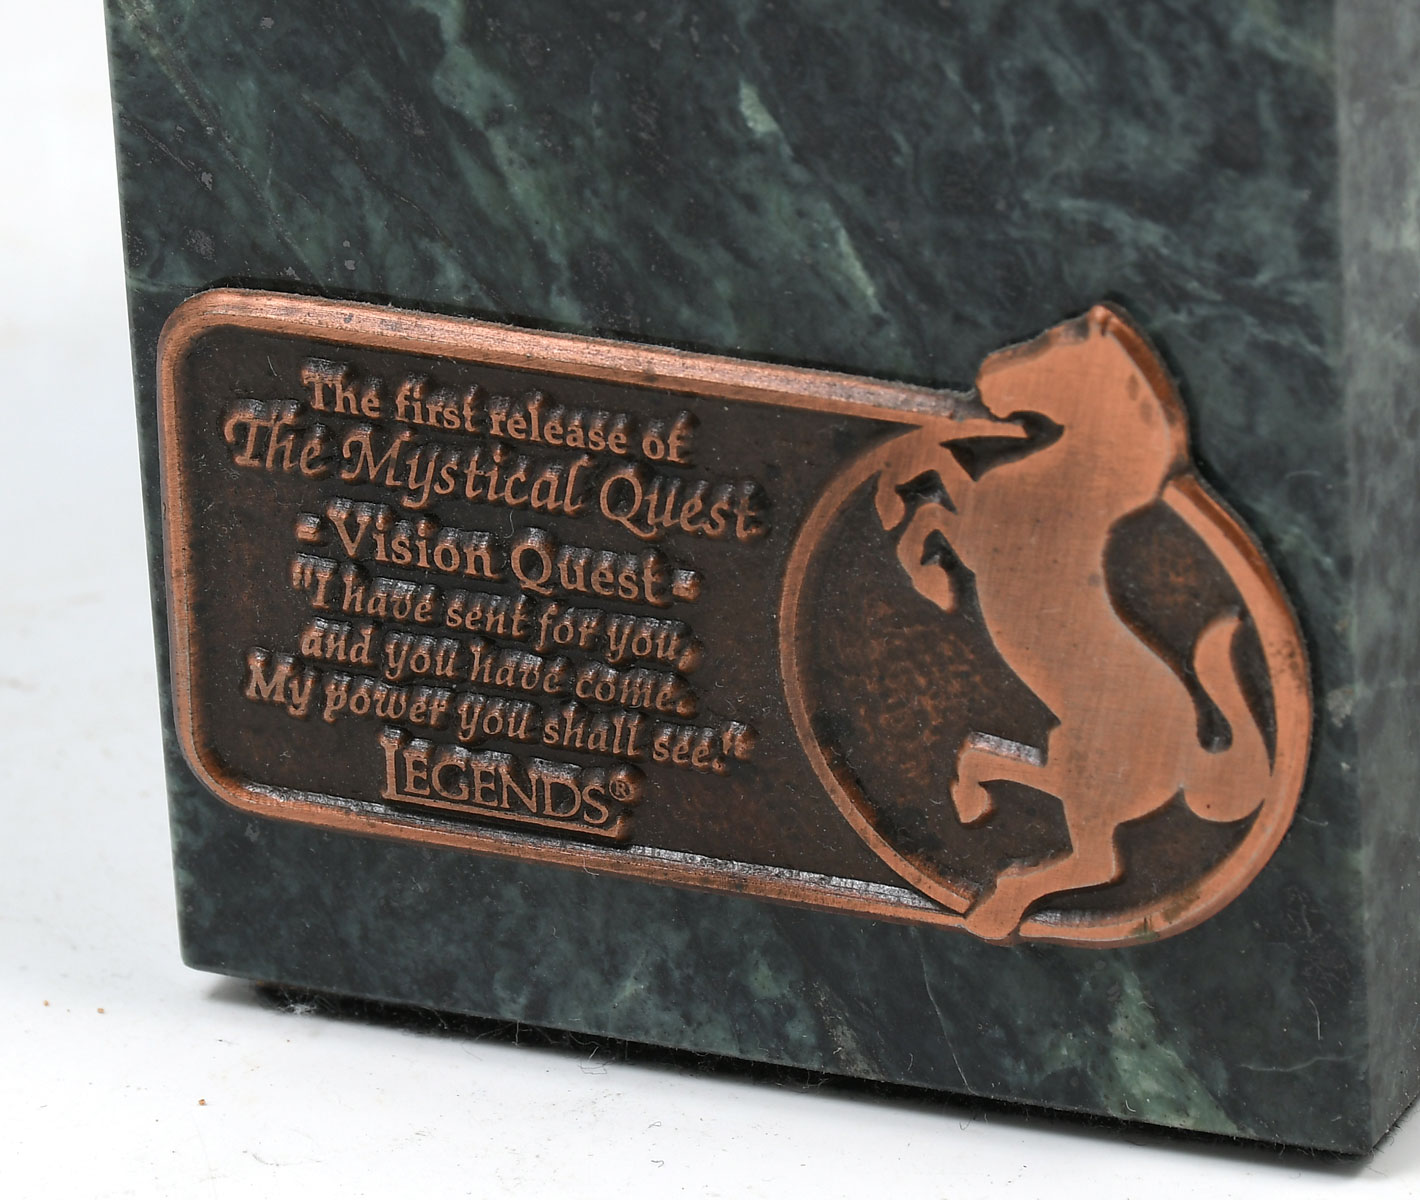 The first release of
The Mystical Quest
- Vision Quest -
"I have sent for you,
and you have come.
My power you shall see."
LEGENDS®